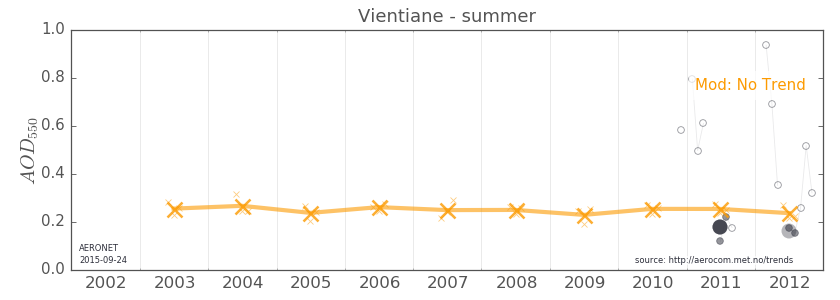 Vientiane - summer
1.0
0.8
0.6
0.4
0.2
0.0
AOD550
Mod: No Trend
AERONET
2015-09-24
source: http://aerocom.met.no/trends
2002 2003 2004 2005 2006 2007 2008 2009 2010 2011 2012